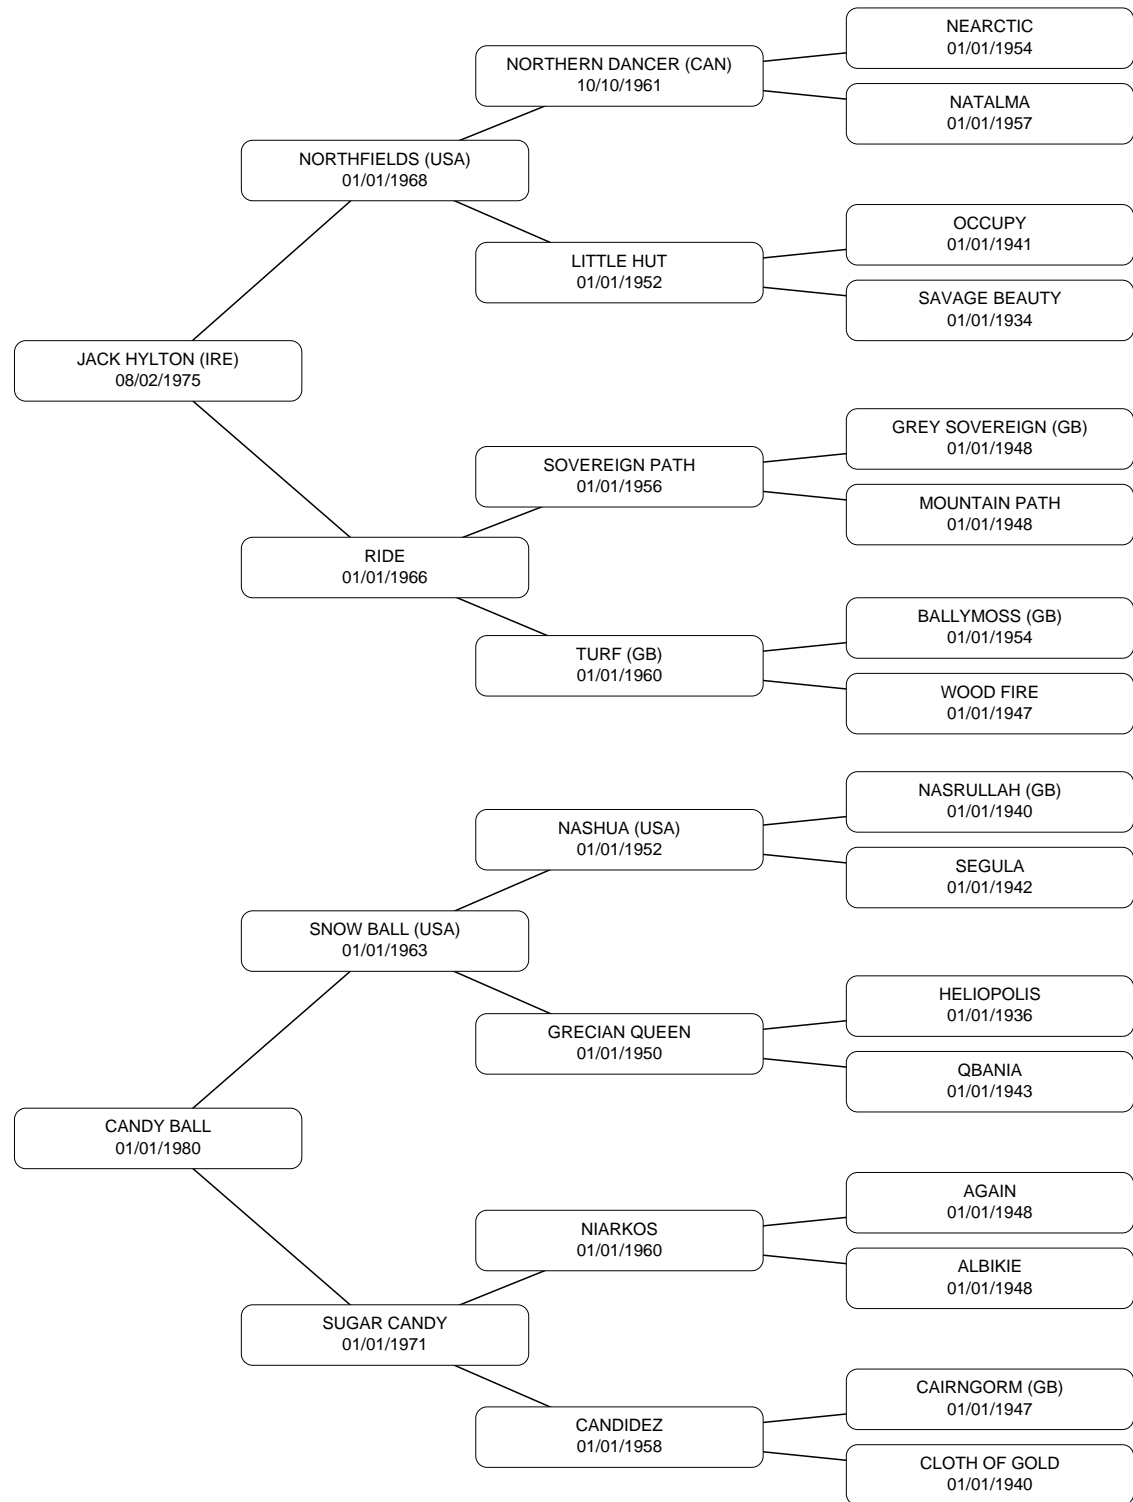 NEARCTIC
01/01/1954
NORTHERN DANCER (CAN)
10/10/1961
NATALMA
01/01/1957
NORTHFIELDS (USA)
01/01/1968
OCCUPY
01/01/1941
LITTLE HUT
01/01/1952
SAVAGE BEAUTY
01/01/1934
JACK HYLTON (IRE)
08/02/1975
GREY SOVEREIGN (GB)
01/01/1948
SOVEREIGN PATH
01/01/1956
MOUNTAIN PATH
01/01/1948
RIDE
01/01/1966
BALLYMOSS (GB)
01/01/1954
TURF (GB)
01/01/1960
WOOD FIRE
01/01/1947
NASRULLAH (GB)
01/01/1940
NASHUA (USA)
01/01/1952
SEGULA
01/01/1942
SNOW BALL (USA)
01/01/1963
HELIOPOLIS
01/01/1936
GRECIAN QUEEN
01/01/1950
QBANIA
01/01/1943
CANDY BALL
01/01/1980
AGAIN
01/01/1948
NIARKOS
01/01/1960
ALBIKIE
01/01/1948
SUGAR CANDY
01/01/1971
CAIRNGORM (GB)
01/01/1947
CANDIDEZ
01/01/1958
CLOTH OF GOLD
01/01/1940